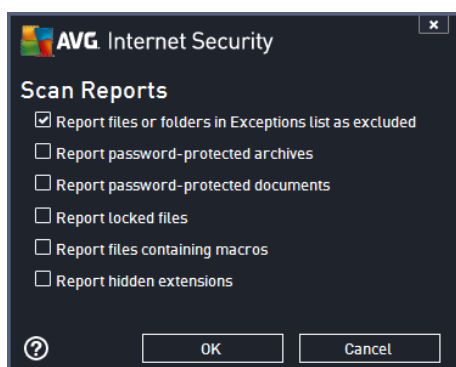 AVG. Internet Security
x
Scan Reports
Report files or folders in Exceptions list as excluded
Report password-protected archives
Report password-protected documents
Report locked files
Report files containing macros
Report hidden extensions
? OK Cancel